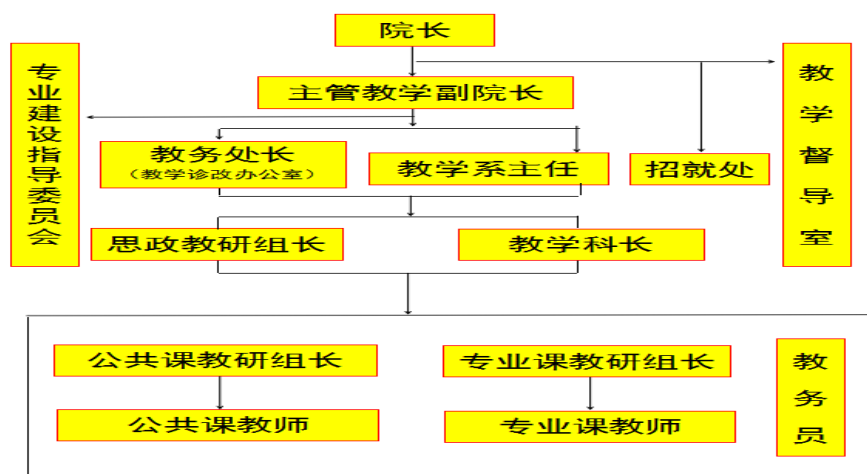 院长
专业建设指导委员会
教学督导室
主管教学副院长
教务处长
（教学诊改办公室）
教学系主任
招就处
思政教研组长
教学科长
公共课教研组长
专业课教研组长
教务员
公共课教师
专业课教师